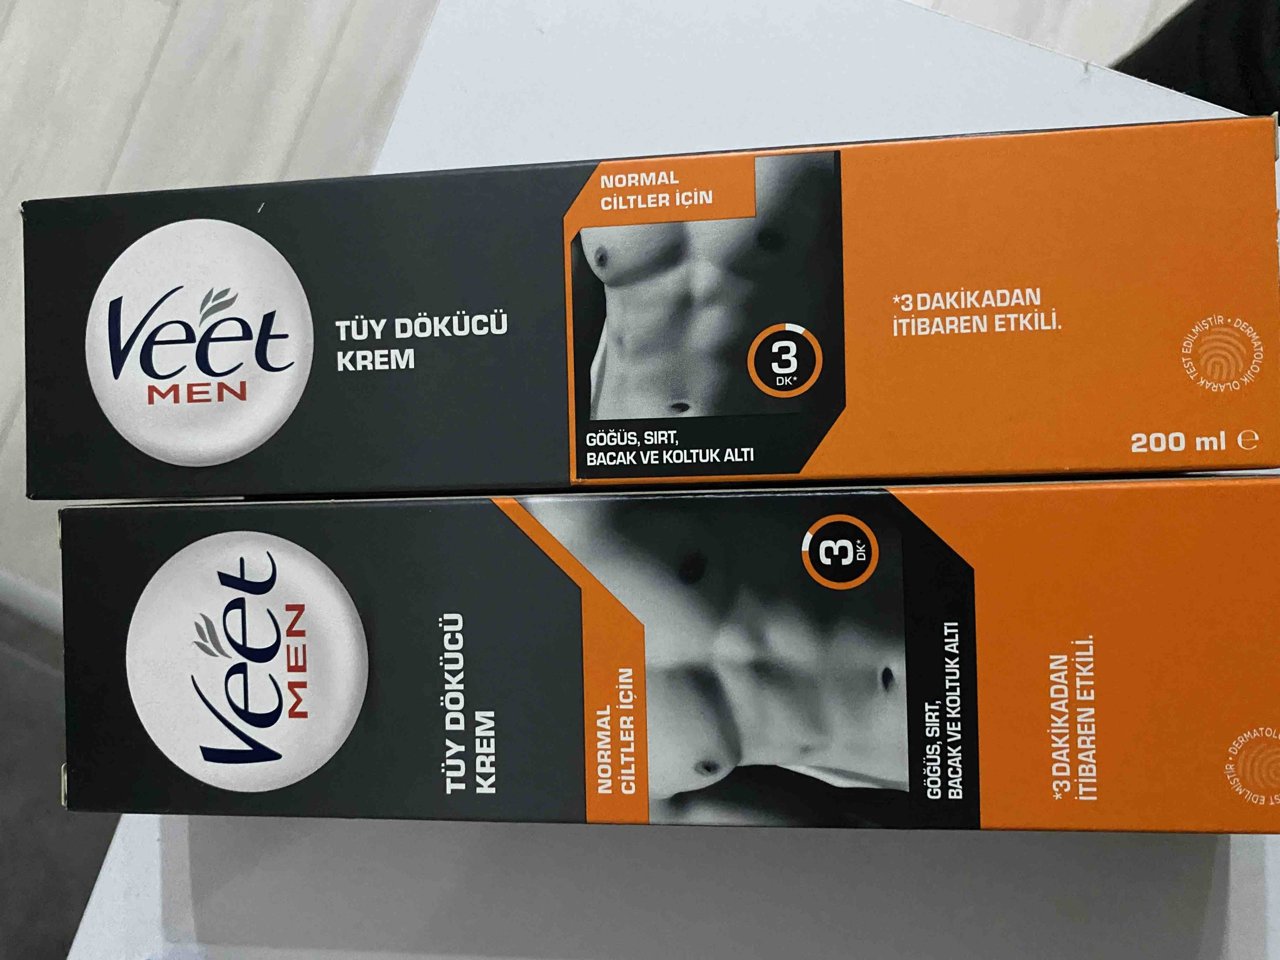 Veet
MEN
TÜY DÖKÜCÜ
KREM
NORMAL
CİLTLER İÇİN
3
DK*
GÖĞÜS, SIRT,
BACAK VE KOLTUK ALTI
*3 DAKİKADAN
İTİBAREN ETKİLİ.
DERMATOLOJİK OLARAK TEST EDİLMİŞTİR •
200 ml ℮
Veet
MEN
TÜY DÖKÜCÜ
KREM
NORMAL
CİLTLER İÇİN
3
DK*
GÖĞÜS, SIRT,
BACAK VE KOLTUK ALTI
*3 DAKİKADAN
İTİBAREN ETKİLİ.